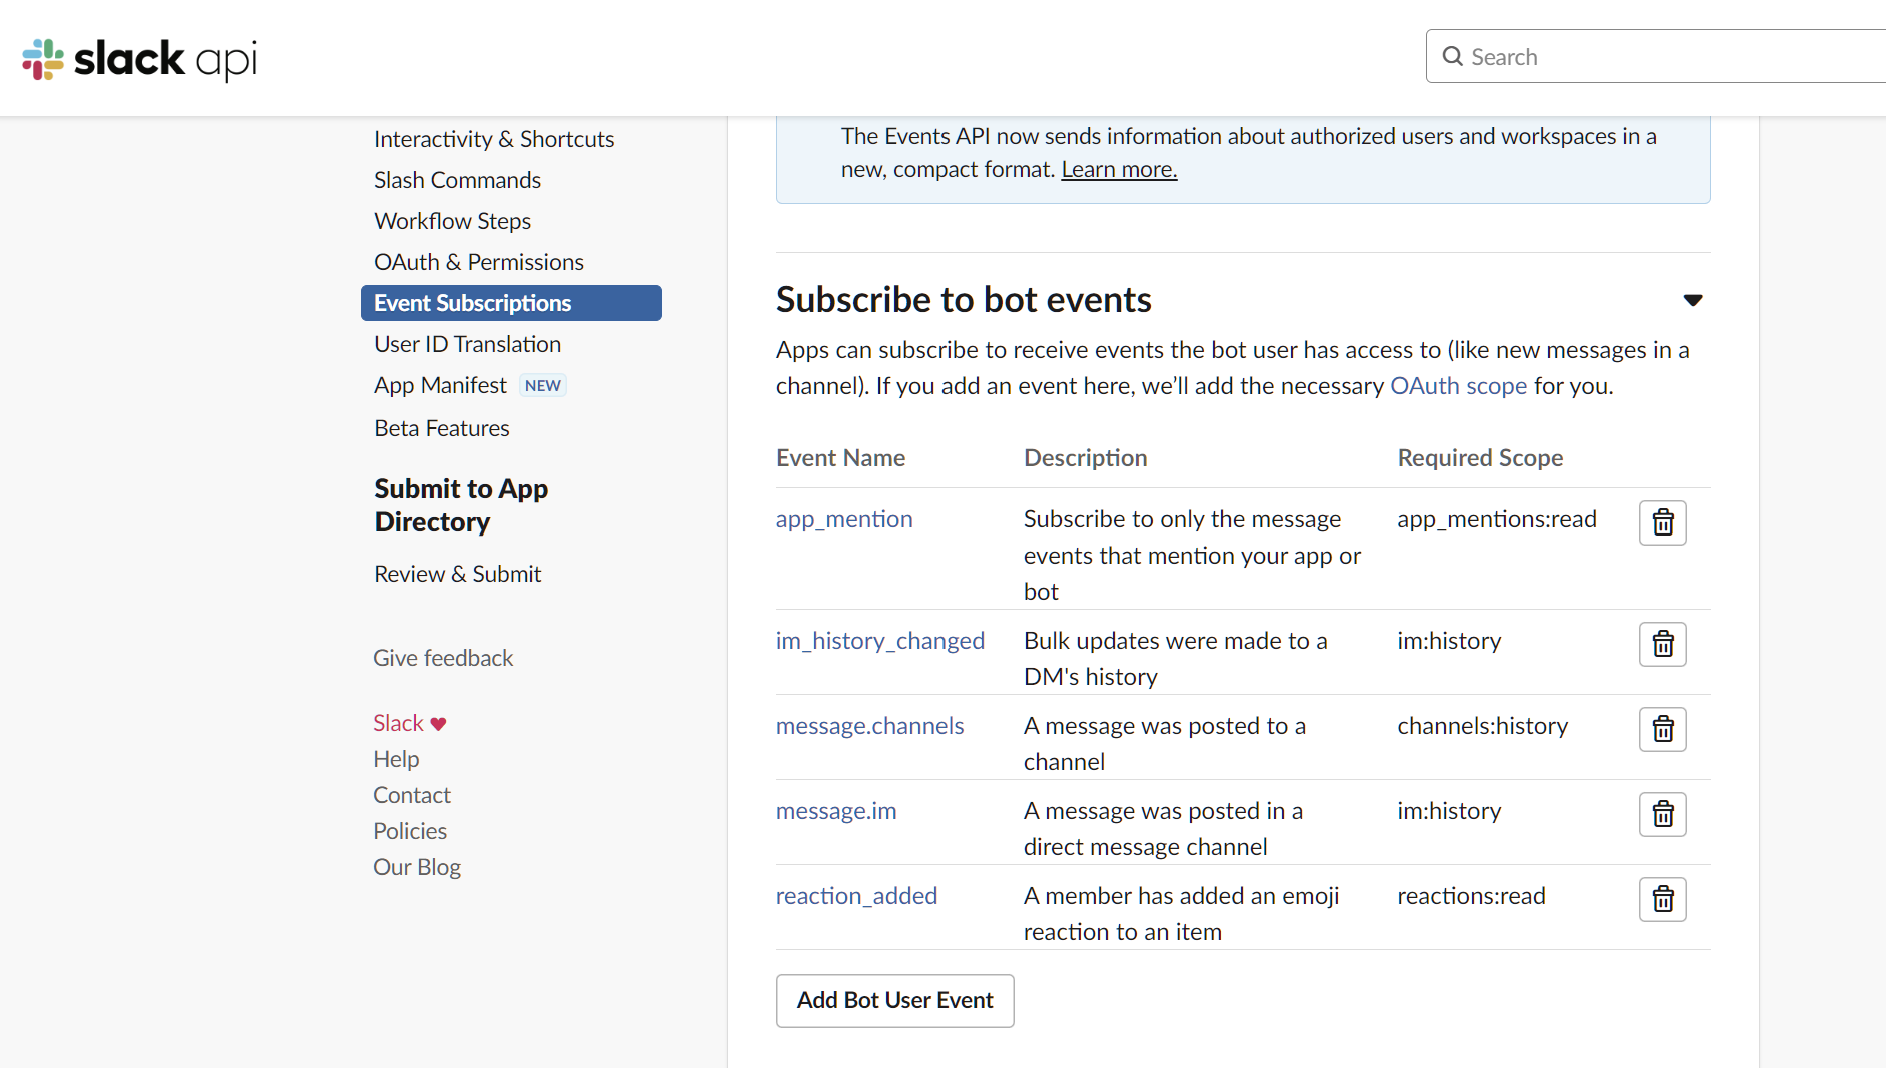 slack api
Search
Interactivity & Shortcuts
Slash Commands
Workflow Steps
OAuth & Permissions
Event Subscriptions
User ID Translation
App Manifest NEW
Beta Features
Submit to App
Directory
Review & Submit
Give feedback
Slack
Help
Contact
Policies
Our Blog
The Events API now sends information about authorized users and workspaces in a
new, compact format. Learn more.
Subscribe to bot events
Apps can subscribe to receive events the bot user has access to (like new messages in a
channel). If you add an event here, we’ll add the necessary OAuth scope for you.
Event Name Description Required Scope
app_mention Subscribe to only the message app_mentions:read
events that mention your app or
bot
im_history_changed Bulk updates were made to a im:history
DM's history
message.channels A message was posted to a channels:history
channel
message.im A message was posted in a im:history
direct message channel
reaction_added A member has added an emoji reactions:read
reaction to an item
Add Bot User Event